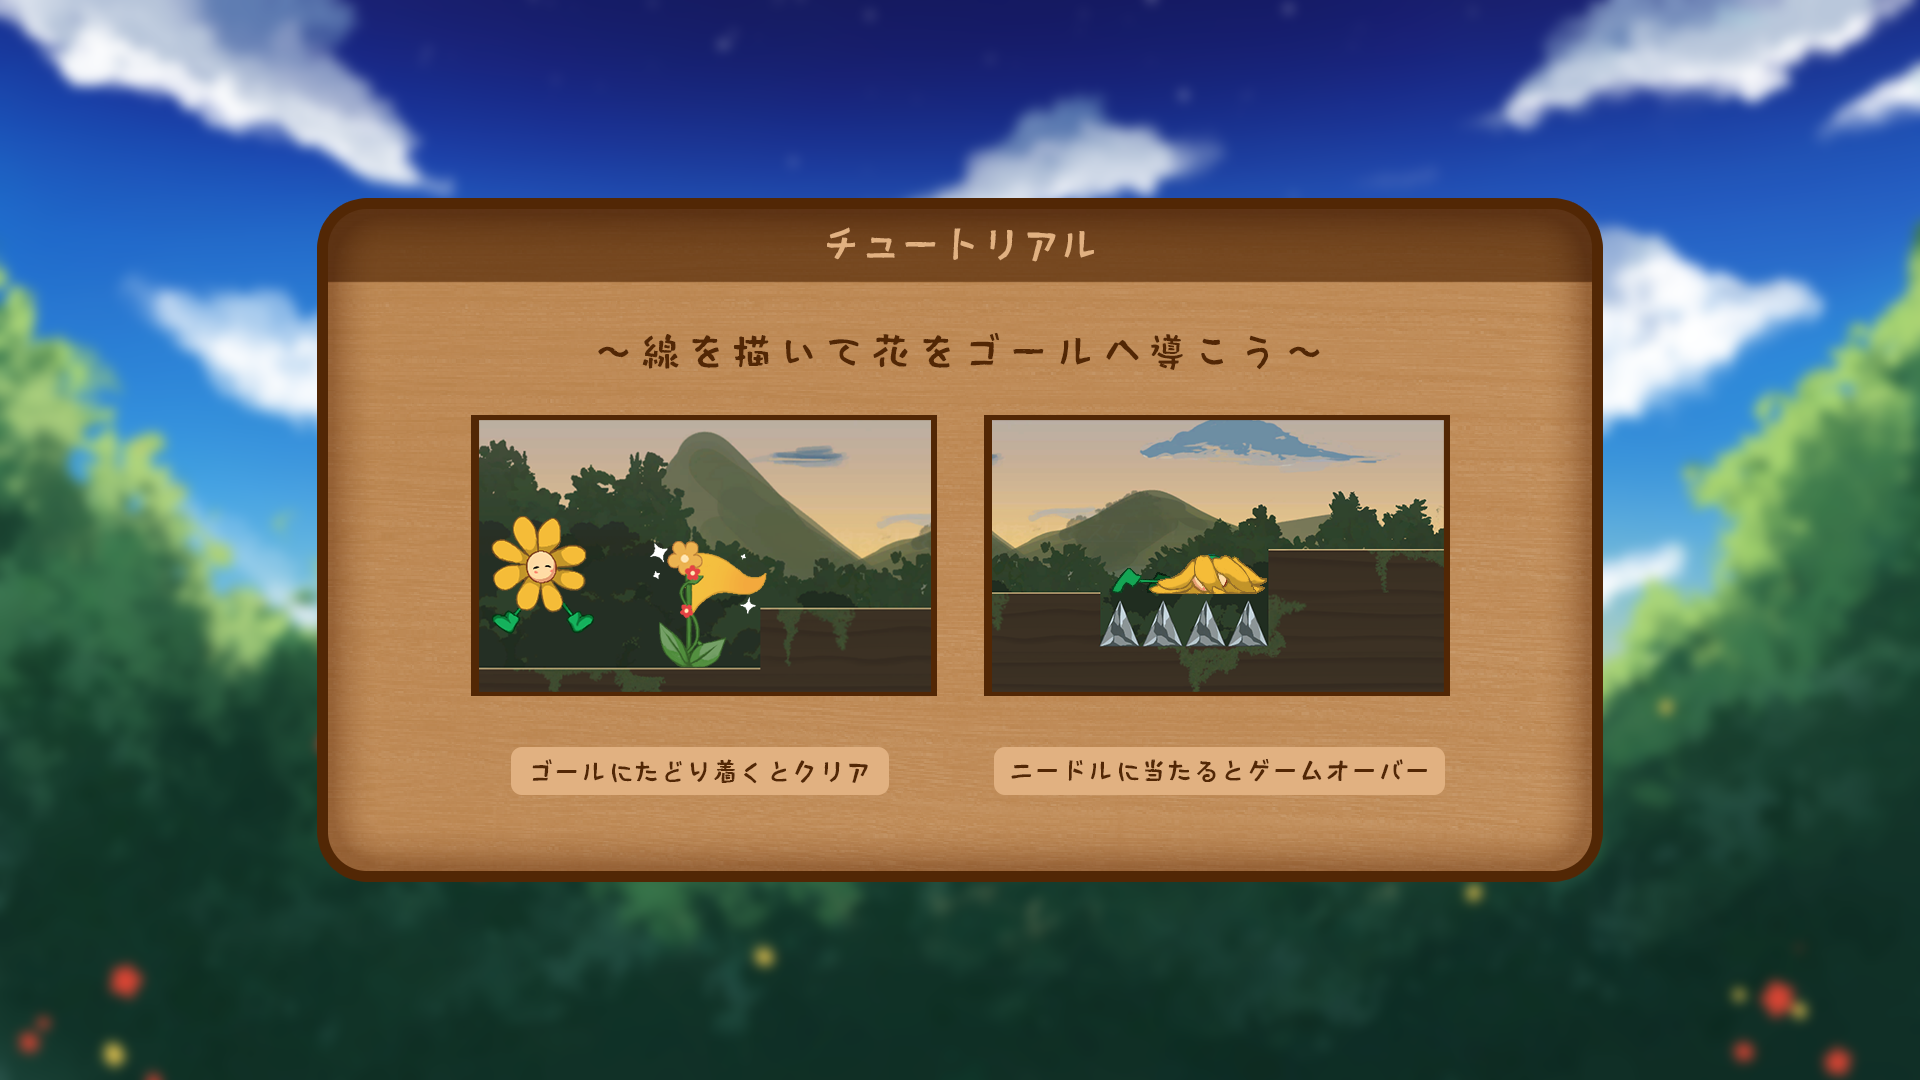 チュートリアル
～線を描いて花をゴールへ導こう～
ゴールにたどり着くとクリア
ニードルに当たるとゲームオーバー